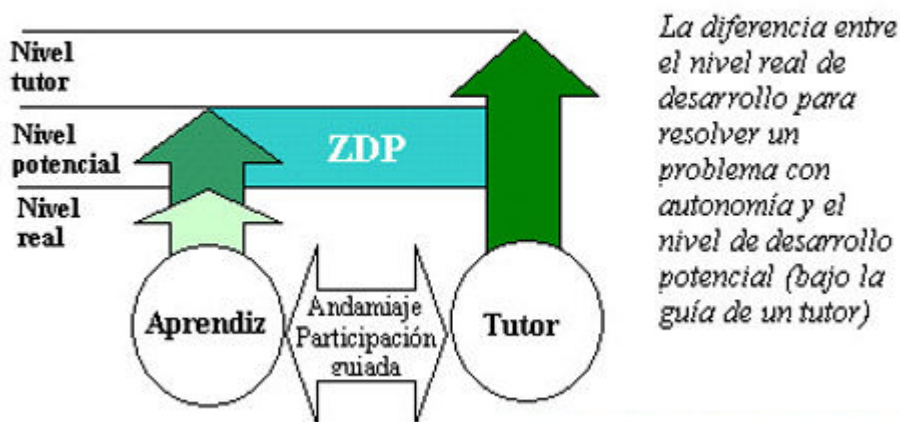 Nivel
tutor
Nivel
potencial
Nivel
real
ZDP
Aprendiz
Andamiaje
Participación
guiada
Tutor
La diferencia entre
el nivel real de
desarrollo para
resolver un
problema con
autonomía y el
nivel de desarrollo
potencial (bajo la
guía de un tutor)